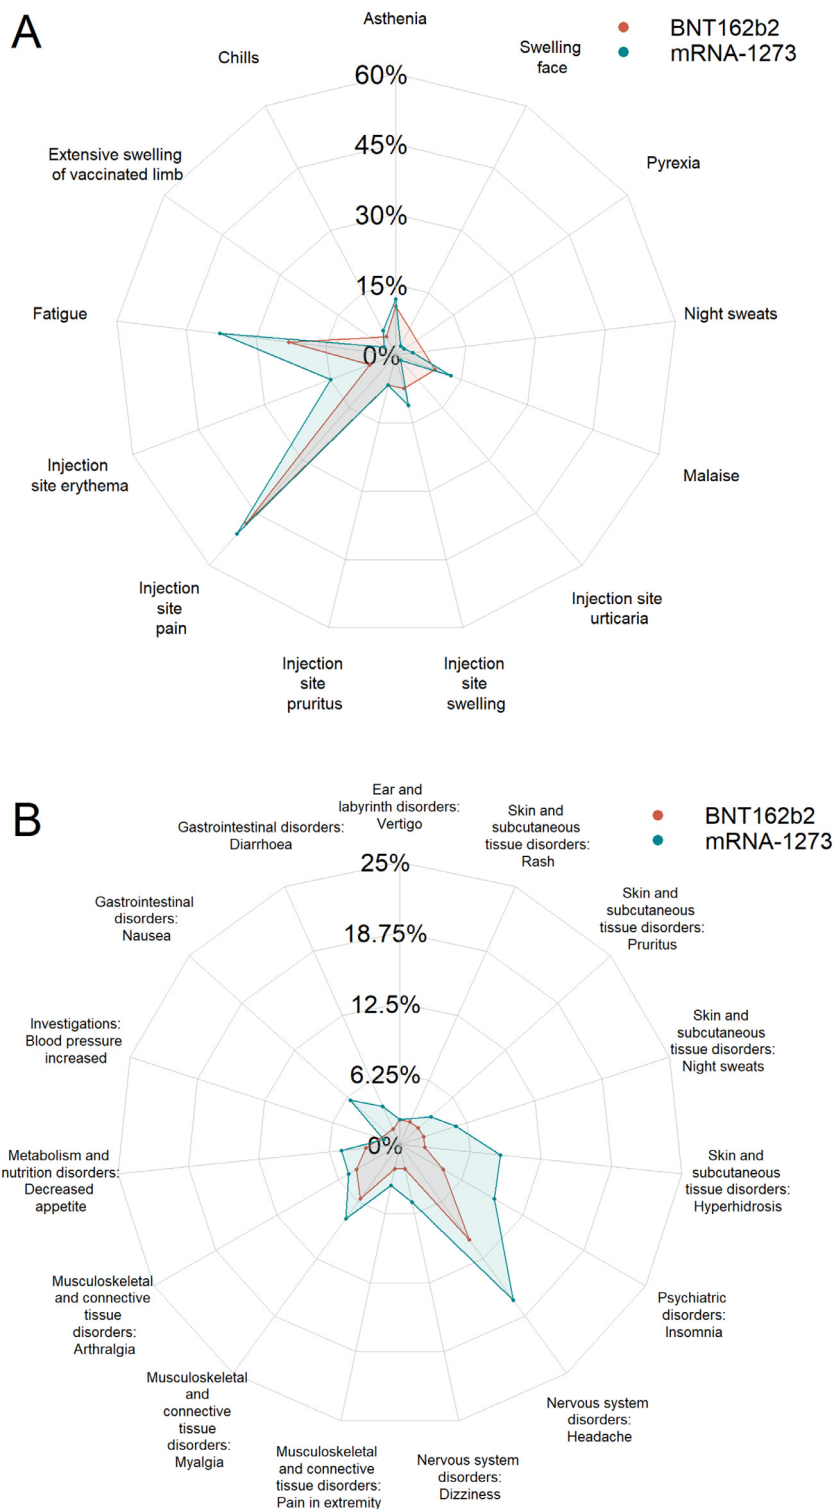 A
BNT162b2
mRNA-1273
Asthenia
Swelling
face
Chills
60%
Pyrexia
Extensive swelling
of vaccinated limb
45%
30%
15%
Fatigue
Night sweats
0%
Injection
site erythema
Malaise
Injection
site
pain
Injection site
urticaria
Injection
site
pruritus
Injection
site
swelling
B
BNT162b2
mRNA-1273
Ear and
labyrinth disorders:
Vertigo
Gastrointestinal disorders:
Diarrhoea
Skin and
subcutaneous
tissue disorders:
Rash
25%
Gastrointestinal
disorders:
Nausea
Skin and
subcutaneous
tissue disorders:
Pruritus
18.75%
12.5%
Investigations:
Blood pressure
increased
Skin and
subcutaneous
tissue disorders:
Night sweats
6.25%
0%
Metabolism and
nutrition disorders:
Decreased
appetite
Skin and
subcutaneous
tissue disorders:
Hyperhidrosis
Musculoskeletal
and connective
tissue
disorders:
Arthralgia
Psychiatric
disorders:
Insomnia
Musculoskeletal
and
connective
tissue
disorders:
Myalgia
Nervous system
disorders:
Headache
Musculoskeletal
and connective
tissue disorders:
Pain in extremity
Nervous system
disorders:
Dizziness